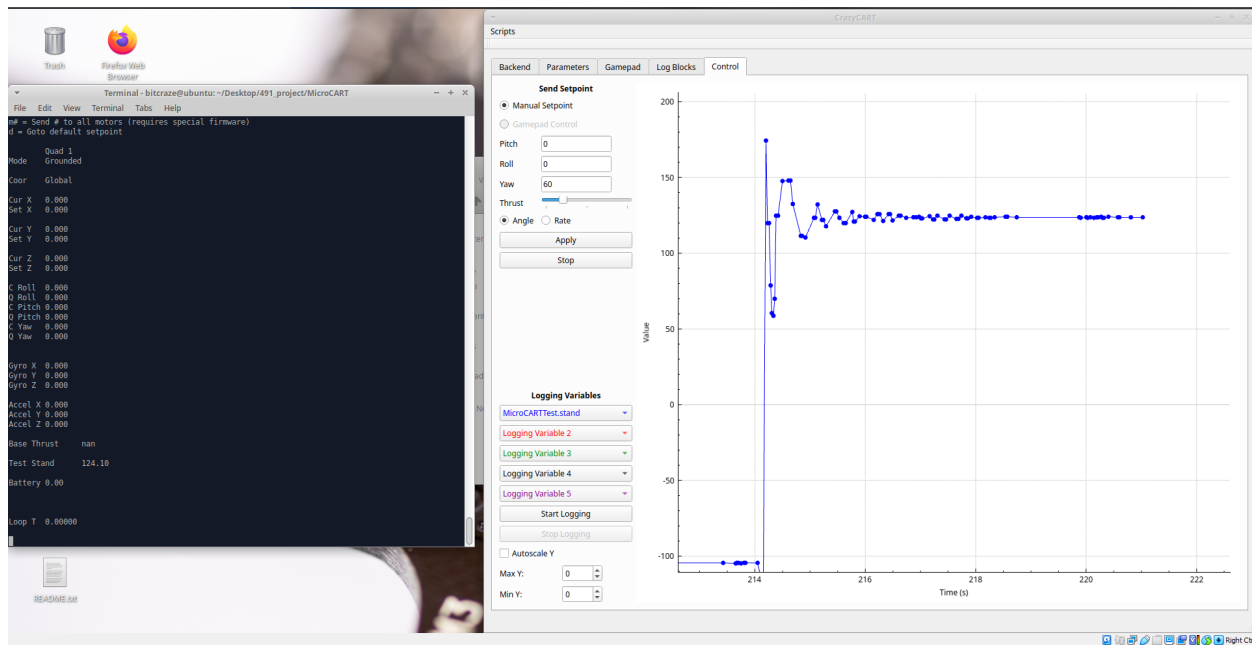 Trash
Firefox Web
Browser
Terminal - bitcraze@ubuntu: ~/Desktop/491_project/MicroCART
File Edit View Terminal Tabs Help
m# = Send # to all motors (requires special firmware)
d = Goto default setpoint
Quad 1
Mode Grounded
Coor Global
Cur X 0.000
Set X 0.000
Cur Y 0.000
Set Y 0.000
Cur Z 0.000
Set Z 0.000
C Roll 0.000
Q Roll 0.000
C Pitch 0.000
Q Pitch 0.000
C Yaw 0.000
Q Yaw 0.000
Gyro X 0.000
Gyro Y 0.000
Gyro Z 0.000
Accel X 0.000
Accel Y 0.000
Accel Z 0.000
Base Thrust nan
Test Stand 124.10
Battery 0.00
Loop T 0.00000
README.txt
CrazyCART
Scripts
Backend Parameters Gamepad Log Blocks Control
Send Setpoint
Manual Setpoint
Gamepad Control
Pitch 0
Roll 0
Yaw 60
Thrust
Angle Rate
Apply
Stop
Logging Variables
MicroCARTTest.stand
Logging Variable 2
Logging Variable 3
Logging Variable 4
Logging Variable 5
Start Logging
Stop Logging
Autoscale Y
Max Y: 0
Min Y: 0
200
150
100
50
0
-50
-100
Value
214 216 218 220 222
Time (s)
Right Ct